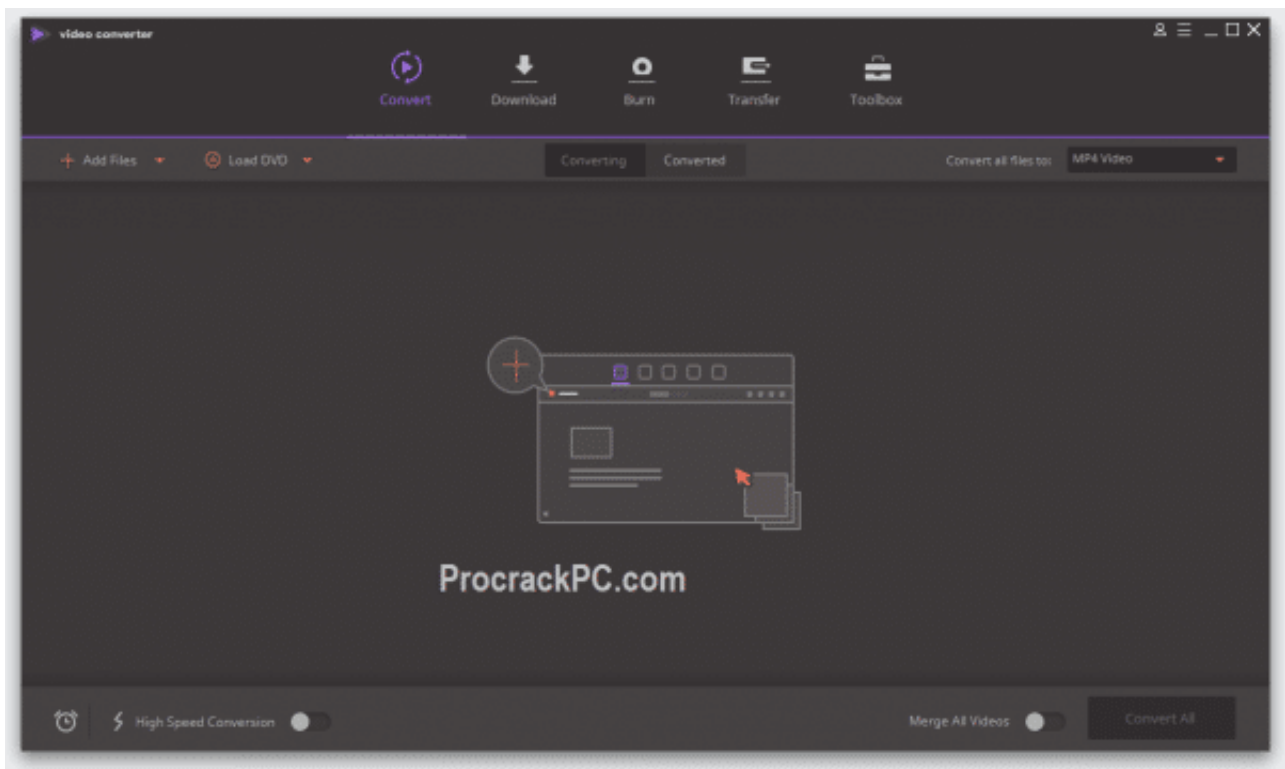 video converter
Convert
Download
Burn
Transfer
Toolbox
Add Files
Load DVD
Converting
Converted
Convert all files to:
MP4 Video
ProcrackPC.com
High Speed Conversion
Merge All Videos
Convert All